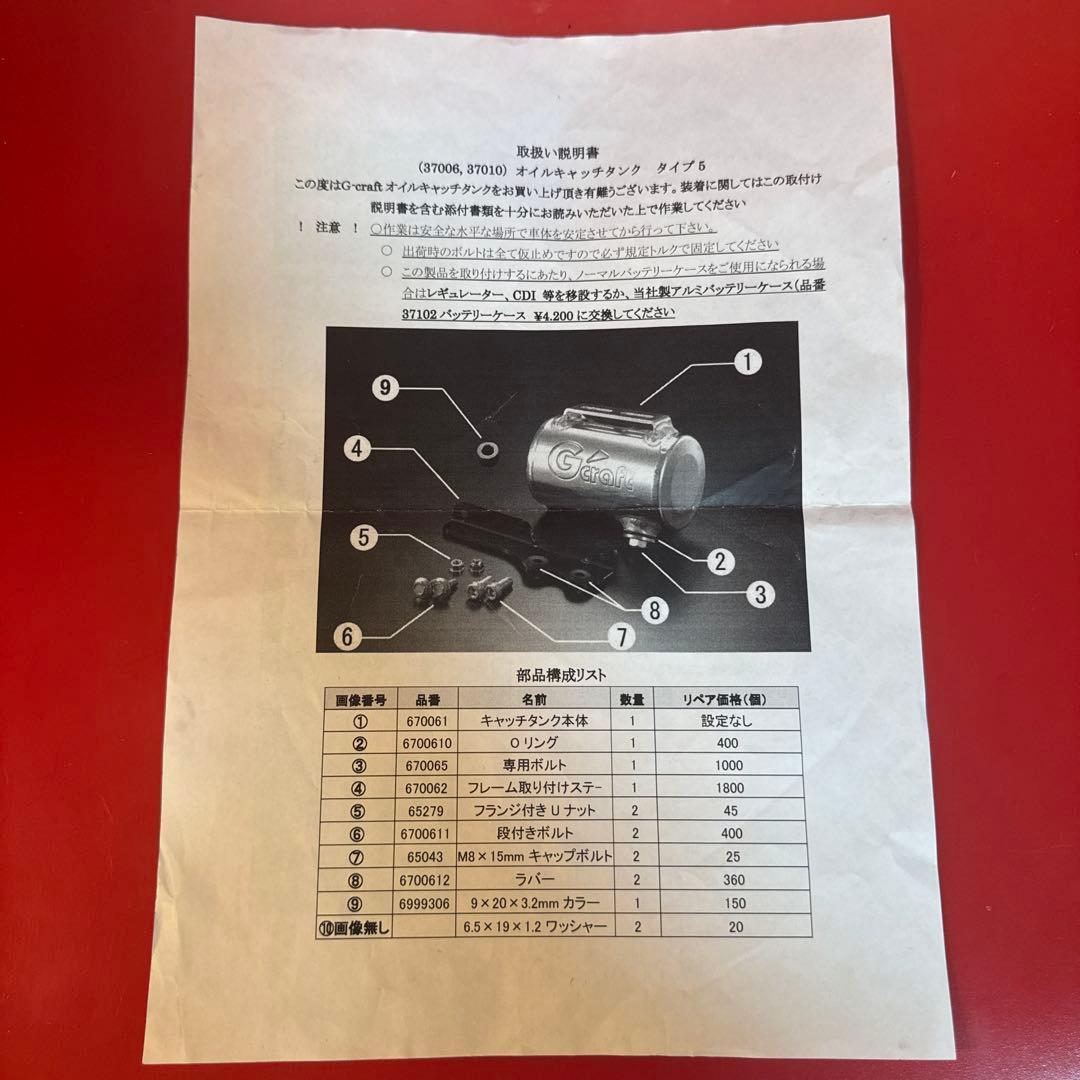 取扱い説明書
(37006, 37010) オイルキャッチタンク　タイプ5
この度はG-craftオイルキャッチタンクをお買い上げ頂き有難うございます。装着に関してはこの取付け
説明書を含む添付書類を十分にお読みいただいた上で作業してください
！　注意　！　○作業は安全な水平な場所で車体を安定させてから行って下さい。
○　出荷時のボルトは全て仮止めですので必ず規定トルクで固定してください
○　この製品を取り付けするにあたり、ノーマルバッテリーケースをご使用になられる場
合はレギュレーター、CDI 等を移設するか、当社製アルミバッテリーケース(品番
37102 バッテリーケース　¥4.200 に交換してください
1
9
4
G'craft
5
2
3
8
6
7
部品構成リスト
画像番号 品番 名前 数量 リペア価格(個)
① 670061 キャッチタンク本体 1 設定なし
② 6700610 Oリング 1 400
③ 670065 専用ボルト 1 1000
④ 670062 フレーム取り付けステー 1 1800
⑤ 65279 フランジ付きUナット 2 45
⑥ 6700611 段付きボルト 2 400
⑦ 65043 M8×15mm キャップボルト 2 25
⑧ 6700612 ラバー 2 360
⑨ 6999306 9×20×3.2mm カラー 1 150
⑩画像無し 6.5×19×1.2 ワッシャー 2 20